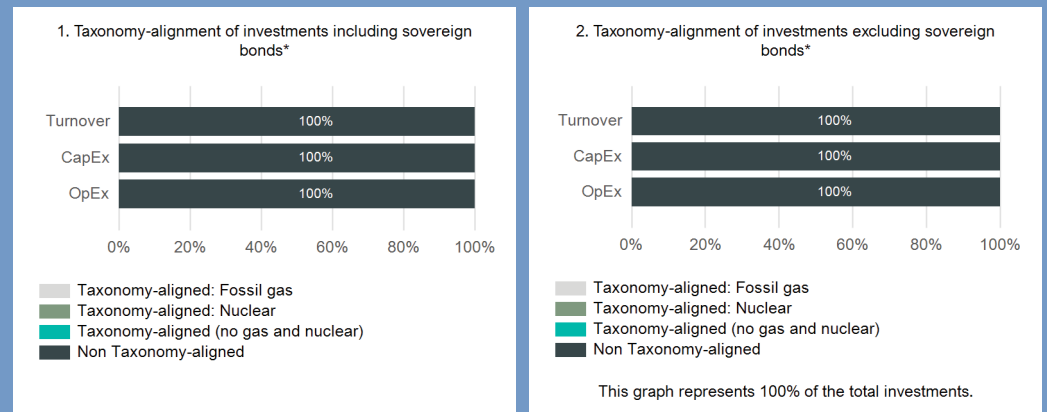 1. Taxonomy-alignment of investments including sovereign
bonds*
Turnover
100%
CapEx
100%
OpEx
100%
0% 20% 40% 60% 80% 100%
Taxonomy-aligned: Fossil gas
Taxonomy-aligned: Nuclear
Taxonomy-aligned (no gas and nuclear)
Non Taxonomy-aligned
2. Taxonomy-alignment of investments excluding sovereign
bonds*
Turnover
100%
CapEx
100%
OpEx
100%
0% 20% 40% 60% 80% 100%
Taxonomy-aligned: Fossil gas
Taxonomy-aligned: Nuclear
Taxonomy-aligned (no gas and nuclear)
Non Taxonomy-aligned
This graph represents 100% of the total investments.